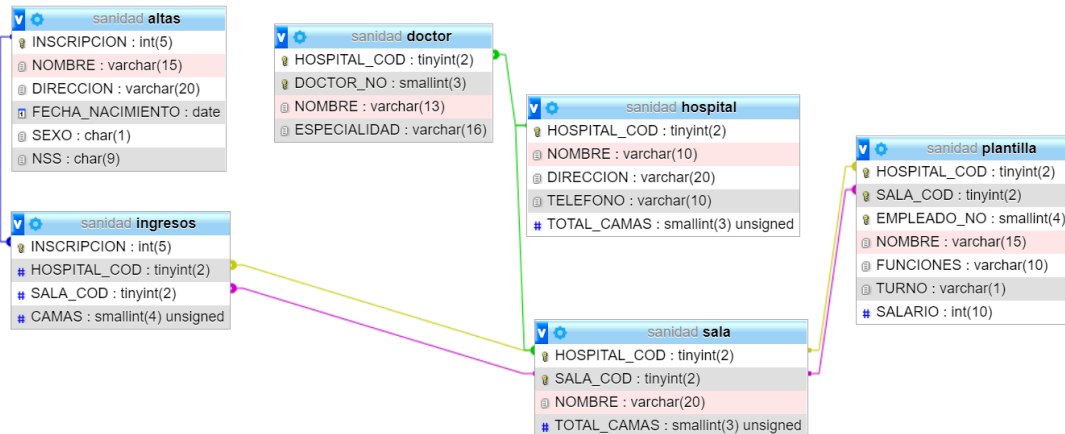 v sanidad altas
INSCRIPCION : int(5)
NOMBRE : varchar(15)
DIRECCION : varchar(20)
FECHA_NACIMIENTO : date
SEXO : char(1)
NSS : char(9)
v sanidad doctor
HOSPITAL_COD : tinyint(2)
DOCTOR_NO : smallint(3)
NOMBRE : varchar(13)
ESPECIALIDAD : varchar(16)
v sanidad hospital
HOSPITAL_COD : tinyint(2)
NOMBRE : varchar(10)
DIRECCION : varchar(20)
TELEFONO : varchar(10)
# TOTAL_CAMAS : smallint(3) unsigned
v sanidad plantilla
HOSPITAL_COD : tinyint(2)
SALA_COD : tinyint(2)
EMPLEADO_NO : smallint(4)
NOMBRE : varchar(15)
FUNCIONES : varchar(10)
TURNO : varchar(1)
# SALARIO : int(10)
v sanidad ingresos
INSCRIPCION : int(5)
# HOSPITAL_COD : tinyint(2)
# SALA_COD : tinyint(2)
# CAMAS : smallint(4) unsigned
v sanidad sala
HOSPITAL_COD : tinyint(2)
SALA_COD : tinyint(2)
NOMBRE : varchar(20)
# TOTAL_CAMAS : smallint(3) unsigned